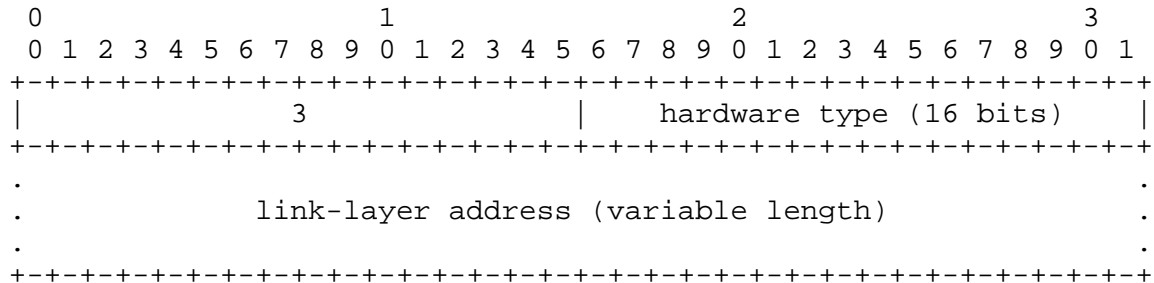 0                   1                   2                   3
 0 1 2 3 4 5 6 7 8 9 0 1 2 3 4 5 6 7 8 9 0 1 2 3 4 5 6 7 8 9 0 1
+-+-+-+-+-+-+-+-+-+-+-+-+-+-+-+-+-+-+-+-+-+-+-+-+-+-+-+-+-+-+-+-+
|               3               |    hardware type (16 bits)    |
+-+-+-+-+-+-+-+-+-+-+-+-+-+-+-+-+-+-+-+-+-+-+-+-+-+-+-+-+-+-+-+-+
.                                                               .
.             link-layer address (variable length)              .
.                                                               .
+-+-+-+-+-+-+-+-+-+-+-+-+-+-+-+-+-+-+-+-+-+-+-+-+-+-+-+-+-+-+-+-+